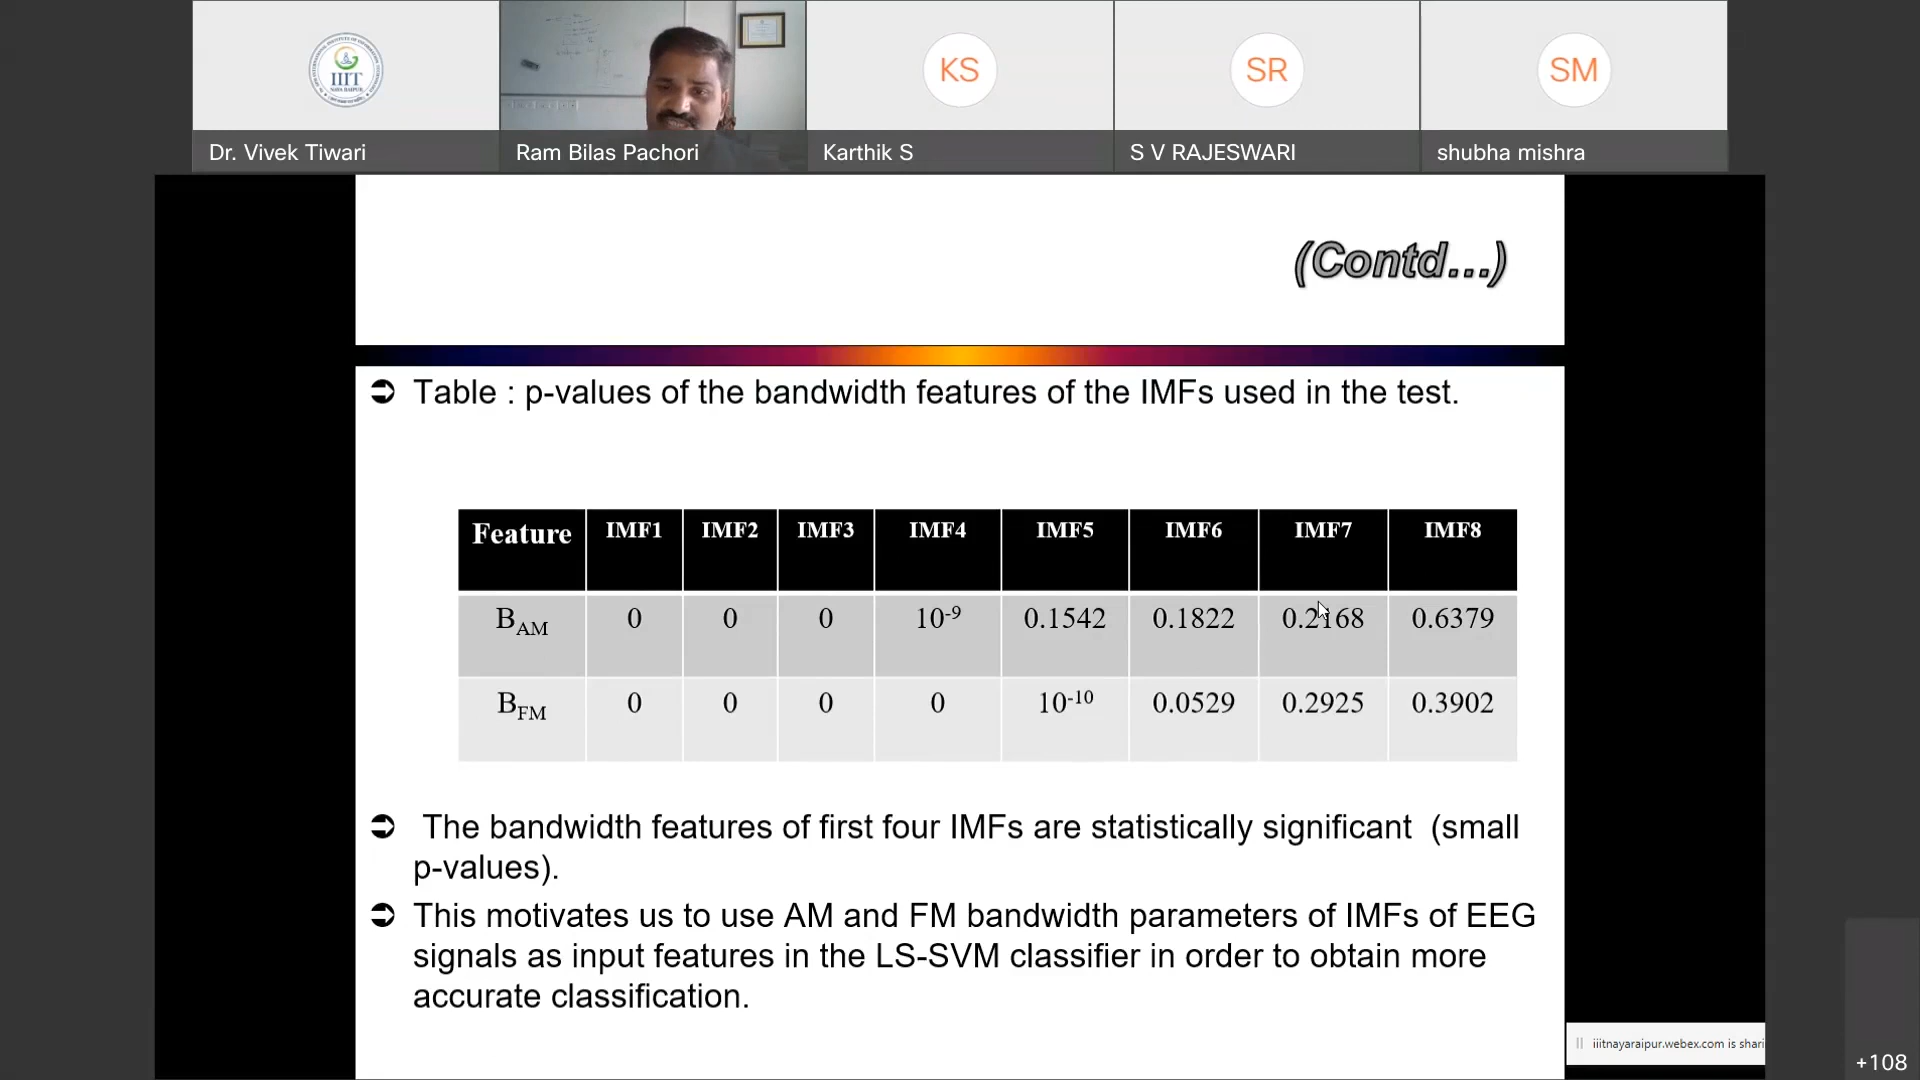 IIIT
NAYA RAIPUR
KS
SR
SM
Dr. Vivek Tiwari
Ram Bilas Pachori
Karthik S
S V RAJESWARI
shubha mishra
(Contd...)
➲ Table : p-values of the bandwidth features of the IMFs used in the test.
Feature IMF1 IMF2 IMF3 IMF4 IMF5 IMF6 IMF7 IMF8
B_AM 0 0 0 10^-9 0.1542 0.1822 0.2168 0.6379
B_FM 0 0 0 0 10^-10 0.0529 0.2925 0.3902
➲ The bandwidth features of first four IMFs are statistically significant (small
p-values).
➲ This motivates us to use AM and FM bandwidth parameters of IMFs of EEG
signals as input features in the LS-SVM classifier in order to obtain more
accurate classification.
iiitnayaraipur.webex.com is shari
+108